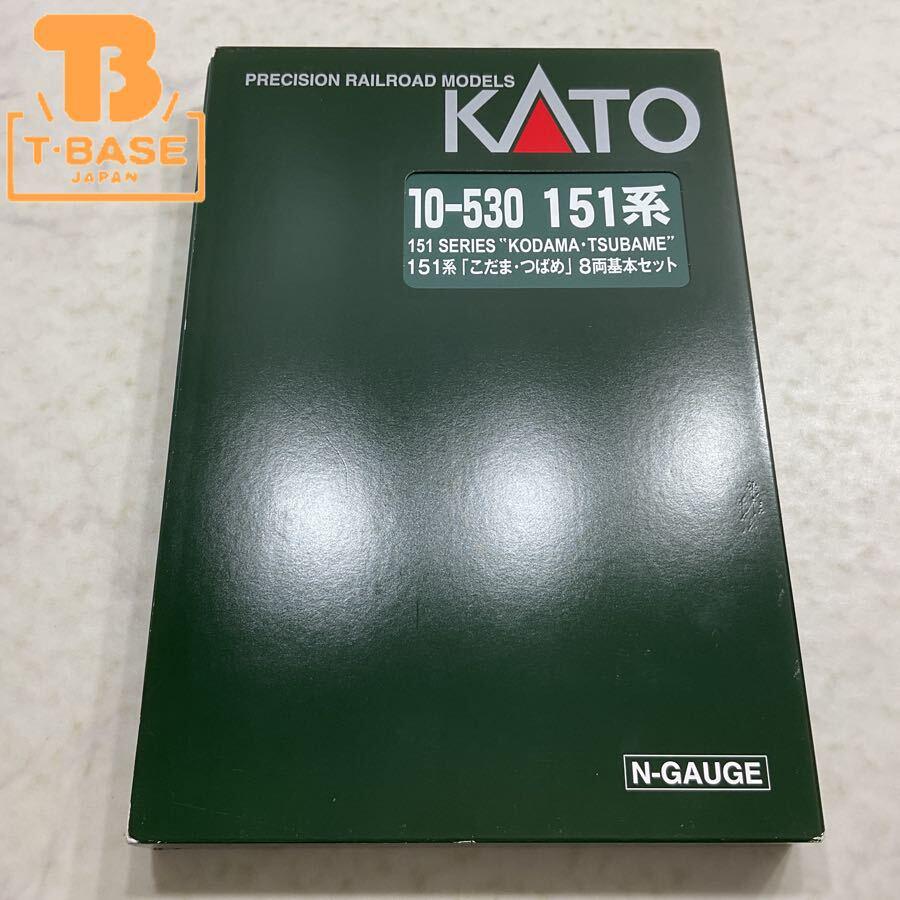 B
T·BASE
JAPAN
PRECISION RAILROAD MODELS
KATO
10-530 151系
151 SERIES “KODAMA·TSUBAME”
151系「こだま・つばめ」8両基本セット
N-GAUGE